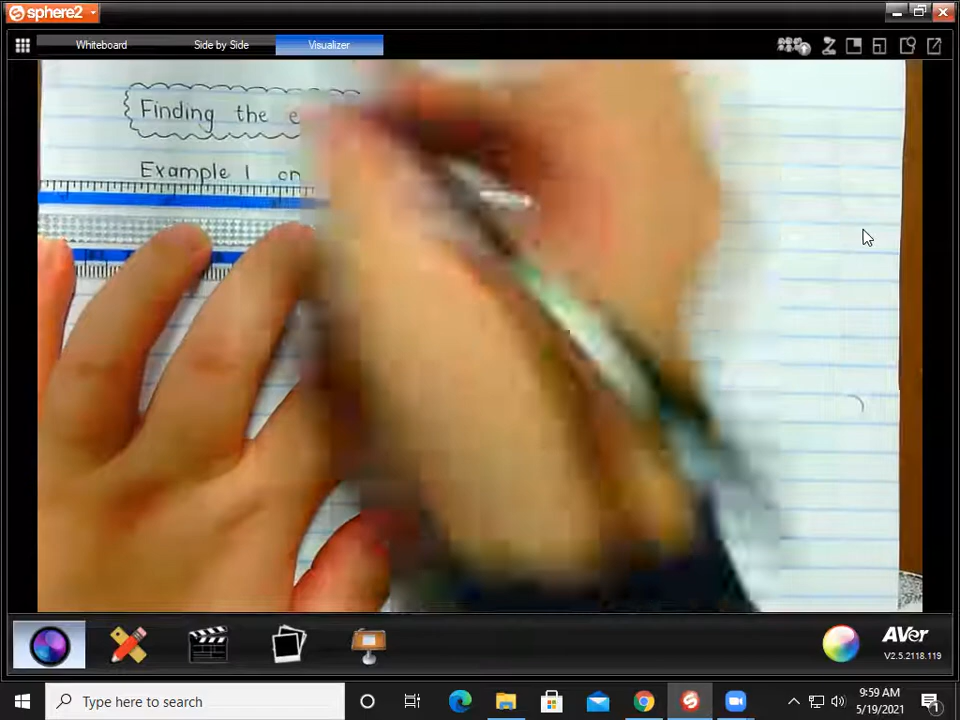 sphere2
Whiteboard
Side by Side
Visualizer
Finding the
Example 1
AVer
V2.5.2118.119
Type here to search
9:59 AM
5/19/2021
1